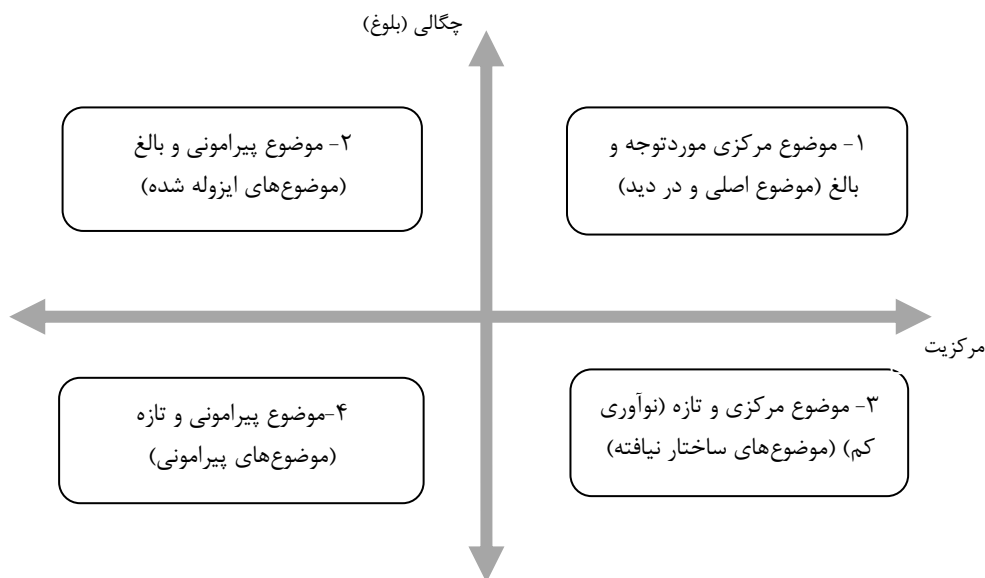 چگالی (بلوغ)
۱- موضوع مرکزی موردتوجه و
بالغ (موضوع اصلی و در دید)
۲- موضوع پیرامونی و بالغ
(موضوع‌های ایزوله شده)
مرکزیت
۳- موضوع مرکزی و تازه (نوآوری
کم) (موضوع‌های ساختار نیافته)
۴-موضوع پیرامونی و تازه
(موضوع‌های پیرامونی)